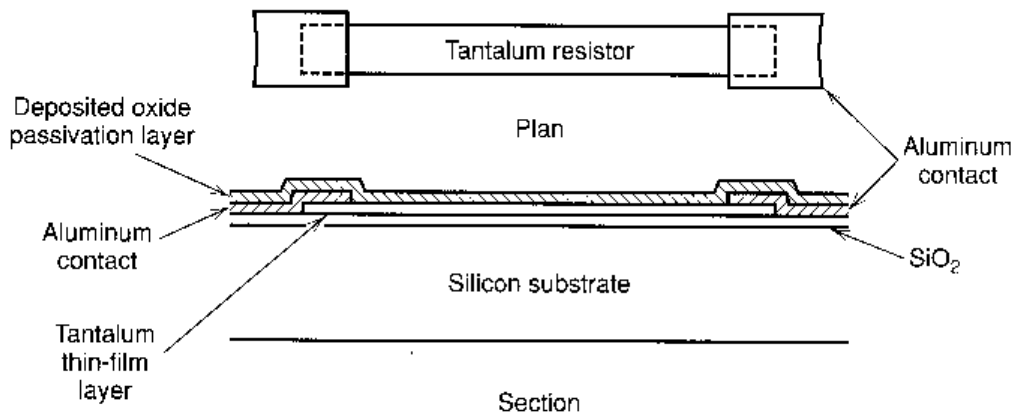 Tantalum resistor
Deposited oxide
passivation layer
Plan
Aluminum
contact
Aluminum
contact
SiO₂
Silicon substrate
Tantalum
thin-film
layer
Section